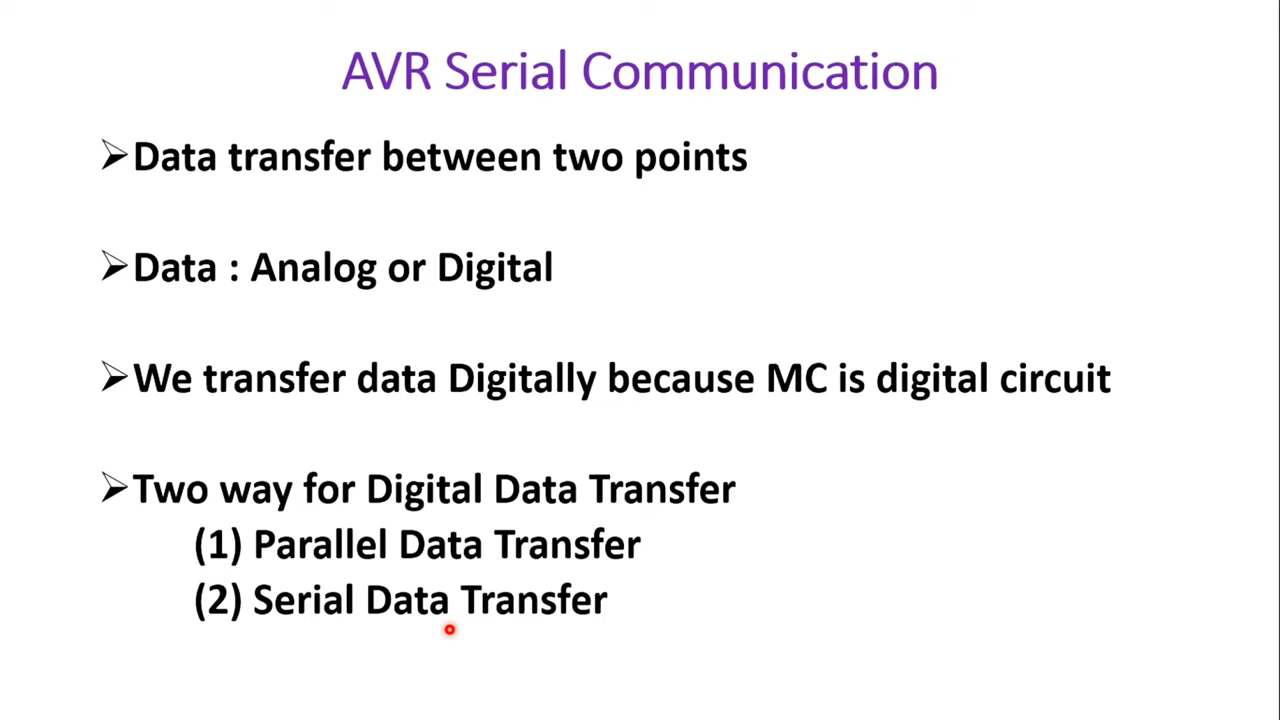 AVR Serial Communication
➢Data transfer between two points
➢Data : Analog or Digital
➢We transfer data Digitally because MC is digital circuit
➢Two way for Digital Data Transfer
(1) Parallel Data Transfer
(2) Serial Data Transfer